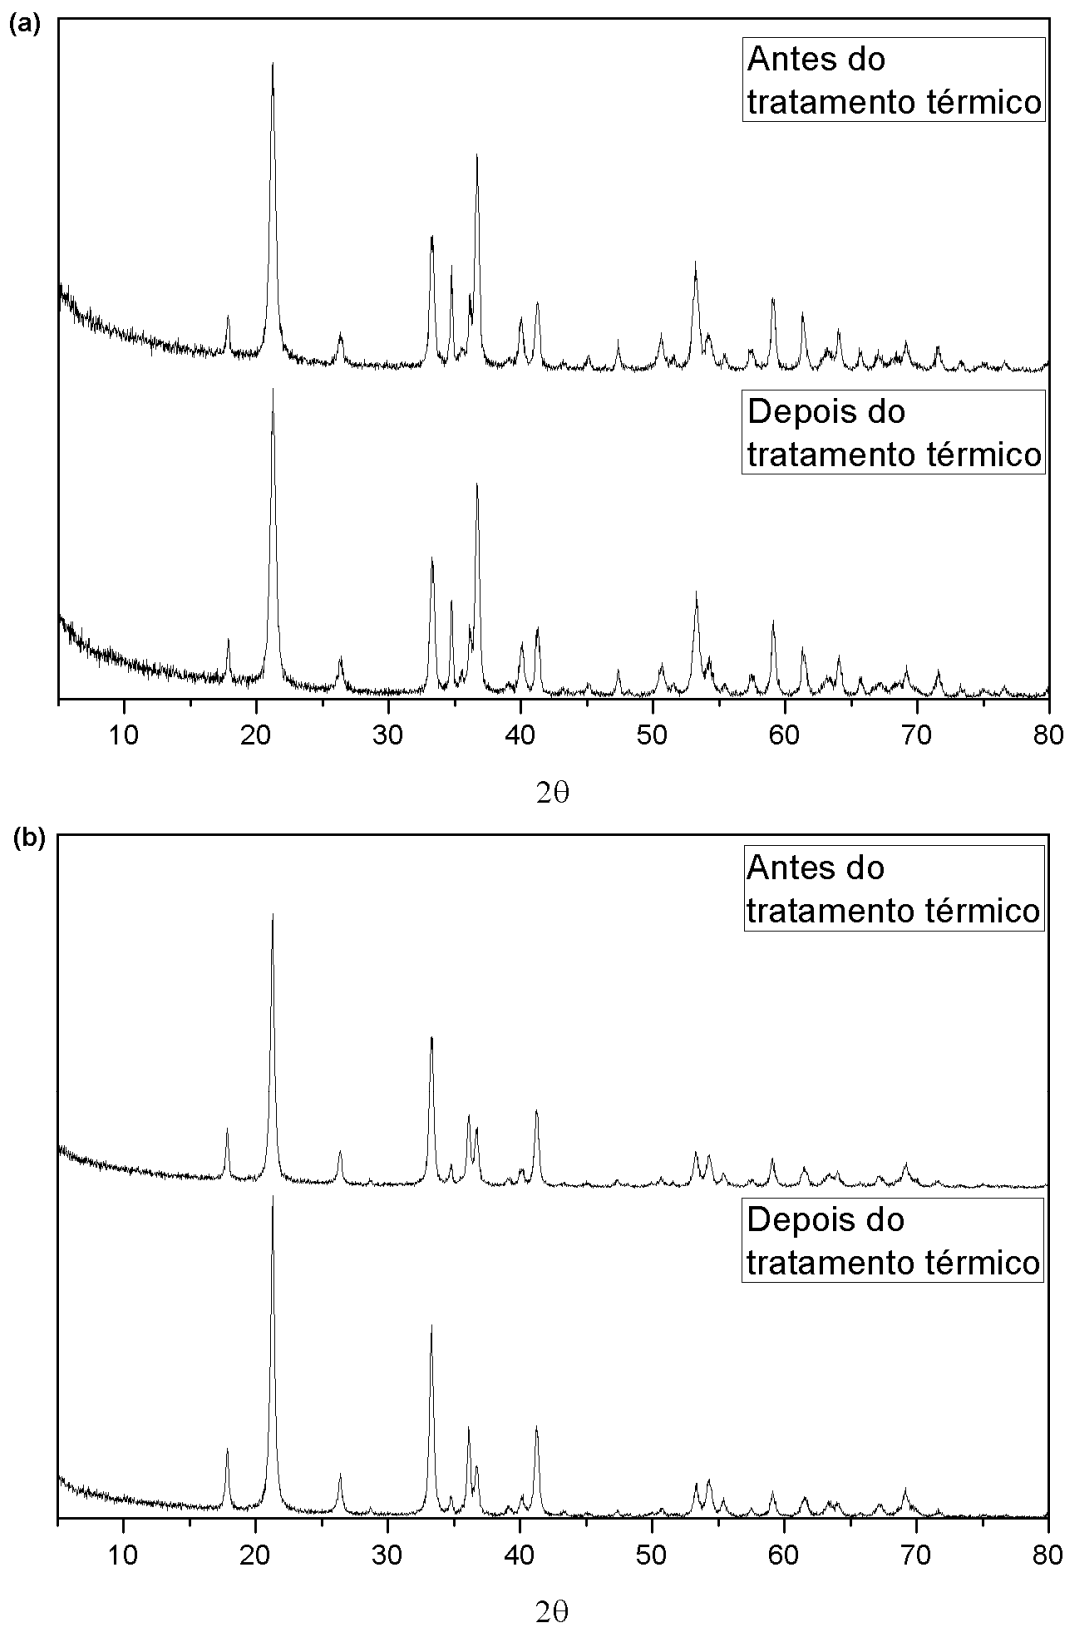 (a)
Antes do
tratamento térmico
Depois do
tratamento térmico
10 20 30 40 50 60 70 80
2θ
(b)
Antes do
tratamento térmico
Depois do
tratamento térmico
10 20 30 40 50 60 70 80
2θ